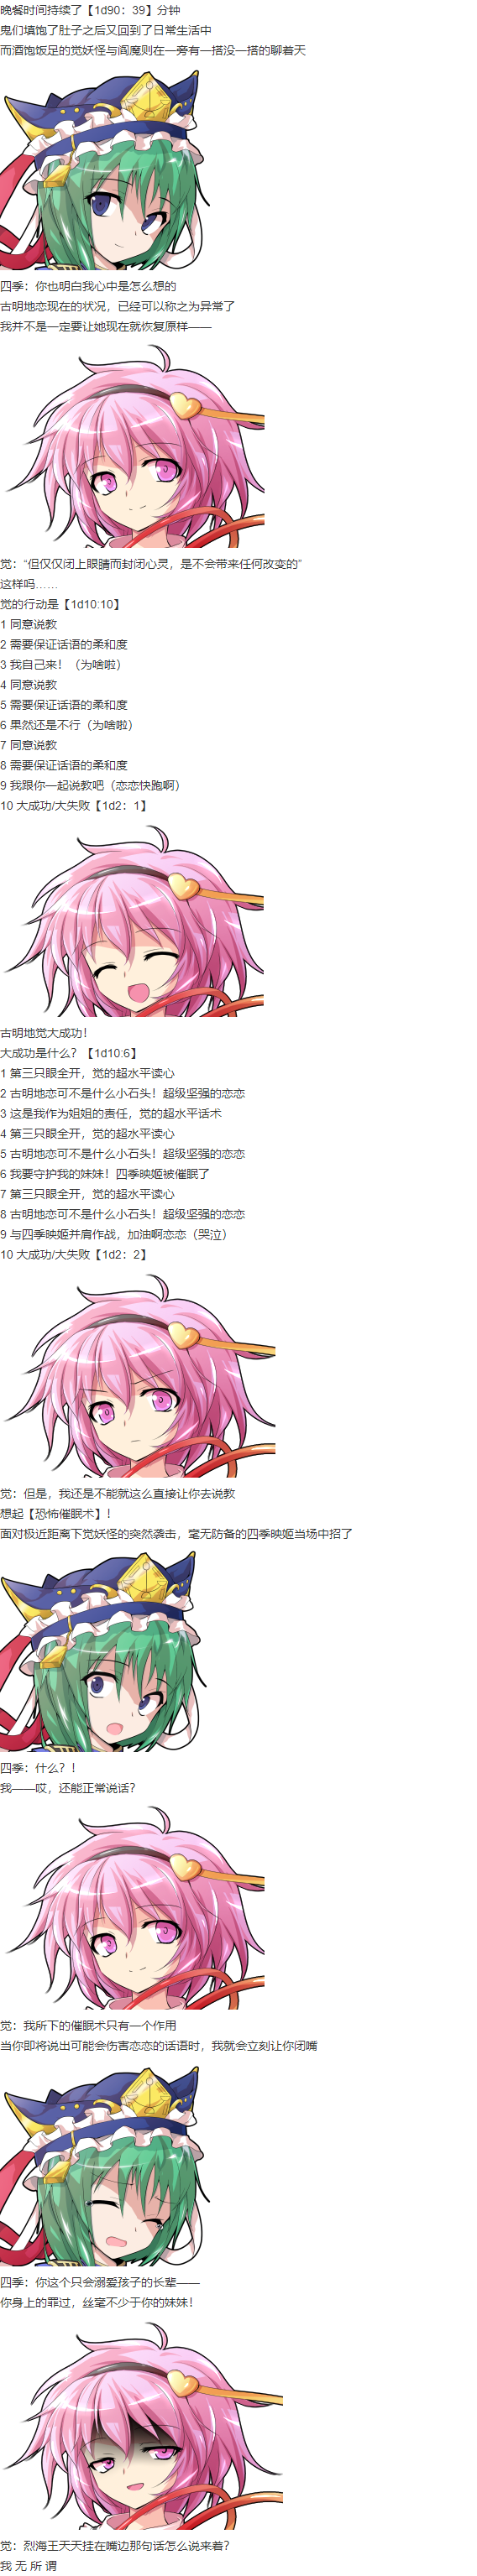 晚餐时间持续了【1d90：39】分钟
鬼们填饱了肚子之后又回到了日常生活中
而酒饱饭足的觉妖怪与阎魔则在一旁有一搭没一搭的聊着天
四季：你也明白我心中是怎么想的
古明地恋现在的状况，已经可以称之为异常了
我并不是一定要让她现在就恢复原样——
觉：“但仅仅闭上眼睛而封闭心灵，是不会带来任何改变的”
这样吗……
觉的行动是【1d10:10】
1 同意说教
2 需要保证话语的柔和度
3 我自己来！（为啥啦）
4 同意说教
5 需要保证话语的柔和度
6 果然还是不行（为啥啦）
7 同意说教
8 需要保证话语的柔和度
9 我跟你一起说教吧（恋恋快跑啊）
10 大成功/大失败【1d2：1】
古明地觉大成功！
大成功是什么？【1d10:6】
1 第三只眼全开，觉的超水平读心
2 古明地恋可不是什么小石头！超级坚强的恋恋
3 这是我作为姐姐的责任，觉的超水平话术
4 第三只眼全开，觉的超水平读心
5 古明地恋可不是什么小石头！超级坚强的恋恋
6 我要守护我的妹妹！四季映姬被催眠了
7 第三只眼全开，觉的超水平读心
8 古明地恋可不是什么小石头！超级坚强的恋恋
9 与四季映姬并肩作战，加油啊恋恋（哭泣）
10 大成功/大失败【1d2：2】
觉：但是，我还是不能就这么直接让你去说教
想起【恐怖催眠术】！
面对极近距离下觉妖怪的突然袭击，毫无防备的四季映姬当场中招了
四季：什么？！
我——哎，还能正常说话？
觉：我所下的催眠术只有一个作用
当你即将说出可能会伤害恋恋的话语时，我就会立刻让你闭嘴
四季：你这个只会溺爱孩子的长辈——
你身上的罪过，丝毫不少于你的妹妹！
觉：烈海王天天挂在嘴边那句话怎么说来着？
我 无 所 谓